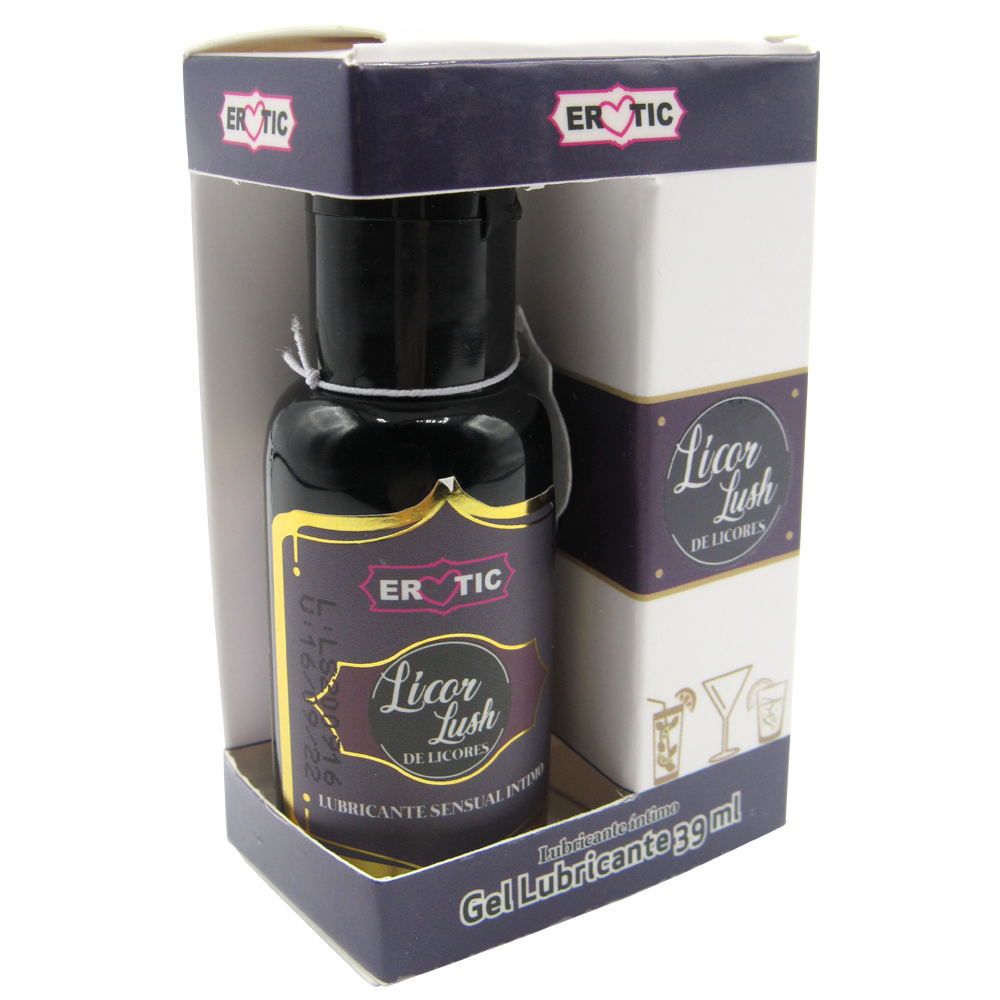 EROTIC
EROTIC
Licor
Lush
DE LICORES
EROTIC
Licor
Lush
DE LICORES
LUBRICANTE SENSUAL INTIMO
Lubricante íntimo
Gel Lubricante 39 ml